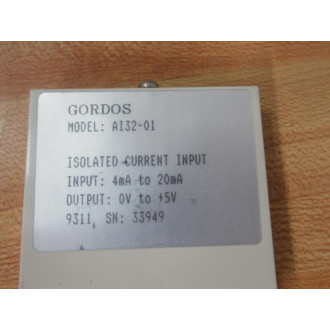 GORDOS
MODEL: AI32-01
ISOLATED CURRENT INPUT
INPUT: 4mA to 20mA
OUTPUT: 0V to +5V
9311, SN: 33949